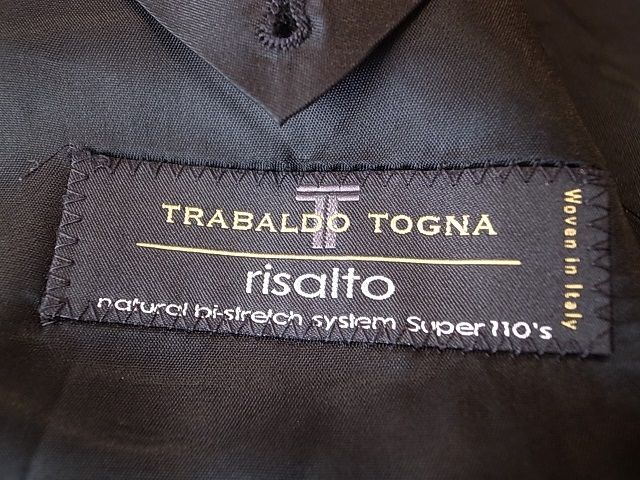 TRABALDO TOGNA
risalto
natural bi-stretch system Super 110's
Woven in Italy